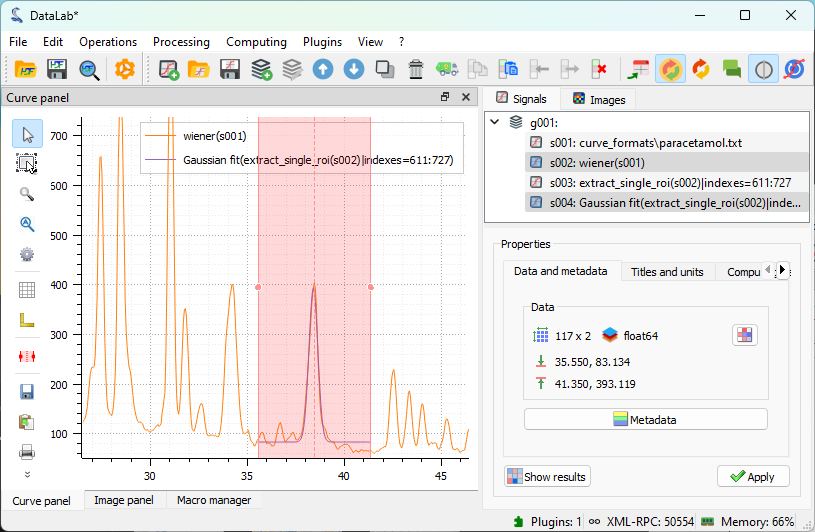 DataLab*
File Edit Operations Processing Computing Plugins View ?
Curve panel
700
600
500
400
300
200
100
30 35 40 45
wiener(s001)
Gaussian fit(extract_single_roi(s002)|indexes=611:727)
Curve panel Image panel Macro manager
Signals Images
g001:
s001: curve_formats\paracetamol.txt
s002: wiener(s001)
s003: extract_single_roi(s002)|indexes=611:727
s004: Gaussian fit(extract_single_roi(s002)|inde...
Properties
Data and metadata Titles and units Compu
Data
117 x 2 float64
35.550, 83.134
41.350, 393.119
Metadata
Show results Apply
Plugins: 1 XML-RPC: 50554 Memory: 66%